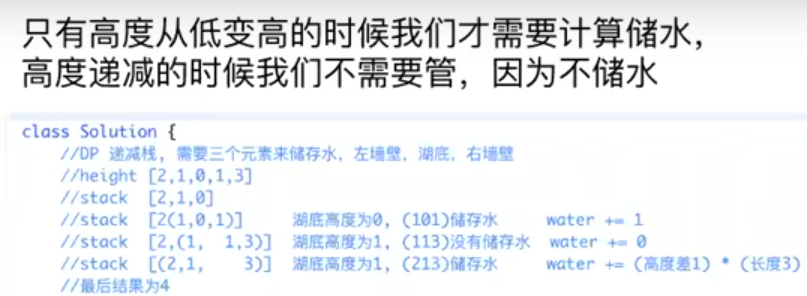 只有高度从低变高的时候我们才需要计算储水，
高度递减的时候我们不需要管，因为不储水
class Solution {
//DP 递减栈，需要三个元素来储存水，左墙壁，湖底，右墙壁
//height [2,1,0,1,3]
//stack [2,1,0]
//stack [2(1,0,1)] 湖底高度为0，(101)储存水 water += 1
//stack [2,(1, 1,3)] 湖底高度为1，(113)没有储存水 water += 0
//stack [(2,1, 3)] 湖底高度为1，(213)储存水 water += (高度差1) * (长度3)
//最后结果为4